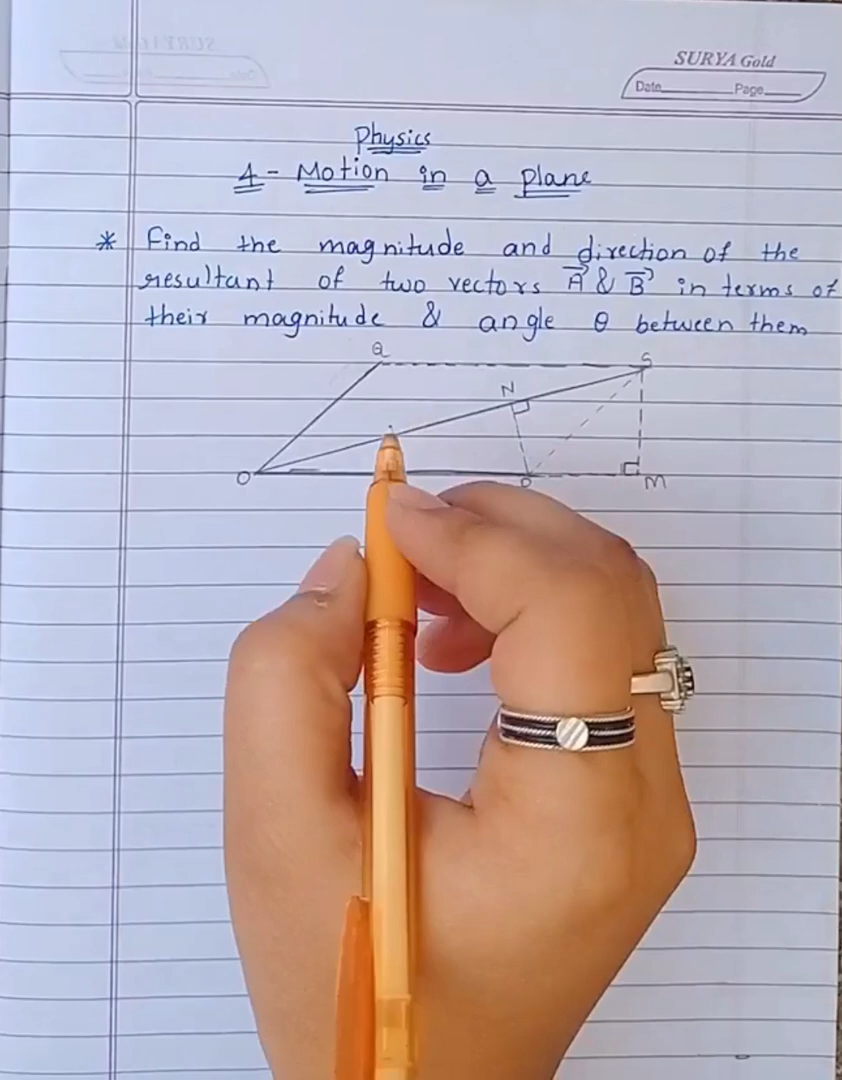 SURYA Gold
Date Page
Physics
4 - Motion in a plane
* Find the magnitude and direction of the
resultant of two vectors A & B in terms of
their magnitude & angle θ between them
Q S
N
O P M